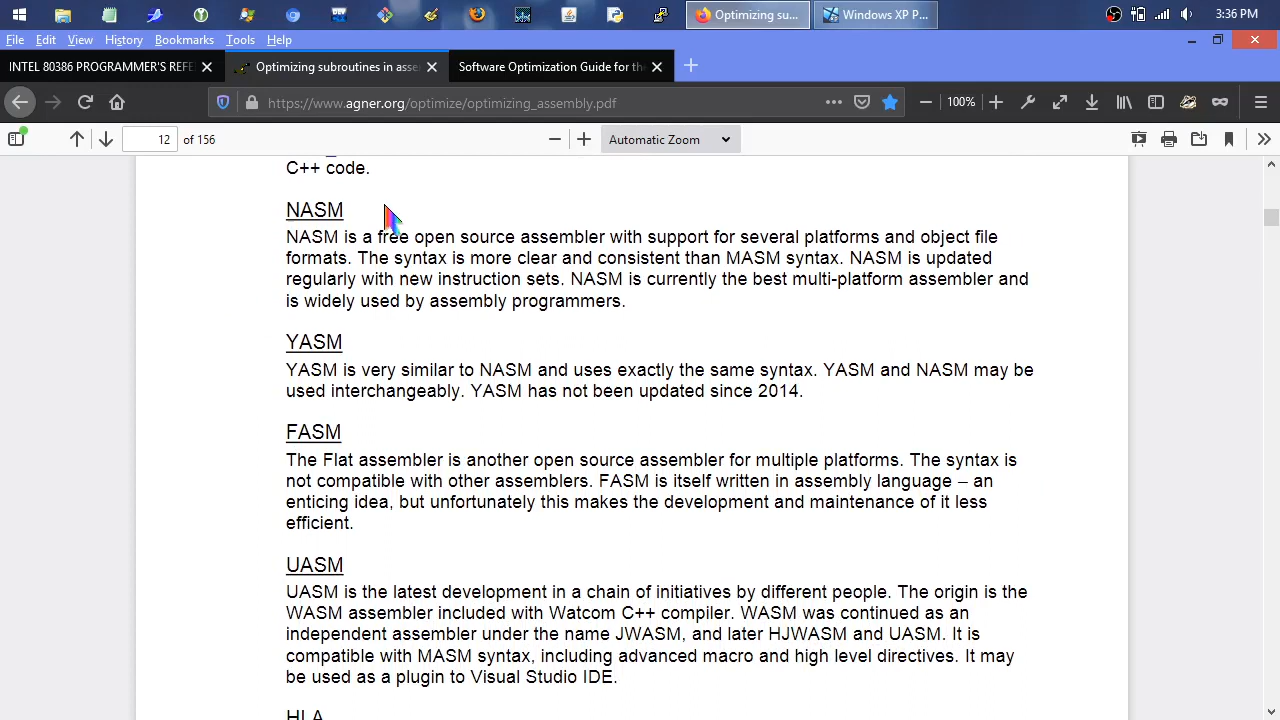 Optimizing su...
Windows XP P...
3:36 PM
File Edit View History Bookmarks Tools Help
INTEL 80386 PROGRAMMER'S REFE
Optimizing subroutines in asse
Software Optimization Guide for th
https://www.agner.org/optimize/optimizing_assembly.pdf
100%
12 of 156
Automatic Zoom
C++ code.
NASM
NASM is a free open source assembler with support for several platforms and object file
formats. The syntax is more clear and consistent than MASM syntax. NASM is updated
regularly with new instruction sets. NASM is currently the best multi-platform assembler and
is widely used by assembly programmers.
YASM
YASM is very similar to NASM and uses exactly the same syntax. YASM and NASM may be
used interchangeably. YASM has not been updated since 2014.
FASM
The Flat assembler is another open source assembler for multiple platforms. The syntax is
not compatible with other assemblers. FASM is itself written in assembly language – an
enticing idea, but unfortunately this makes the development and maintenance of it less
efficient.
UASM
UASM is the latest development in a chain of initiatives by different people. The origin is the
WASM assembler included with Watcom C++ compiler. WASM was continued as an
independent assembler under the name JWASM, and later HJWASM and UASM. It is
compatible with MASM syntax, including advanced macro and high level directives. It may
be used as a plugin to Visual Studio IDE.
HLA